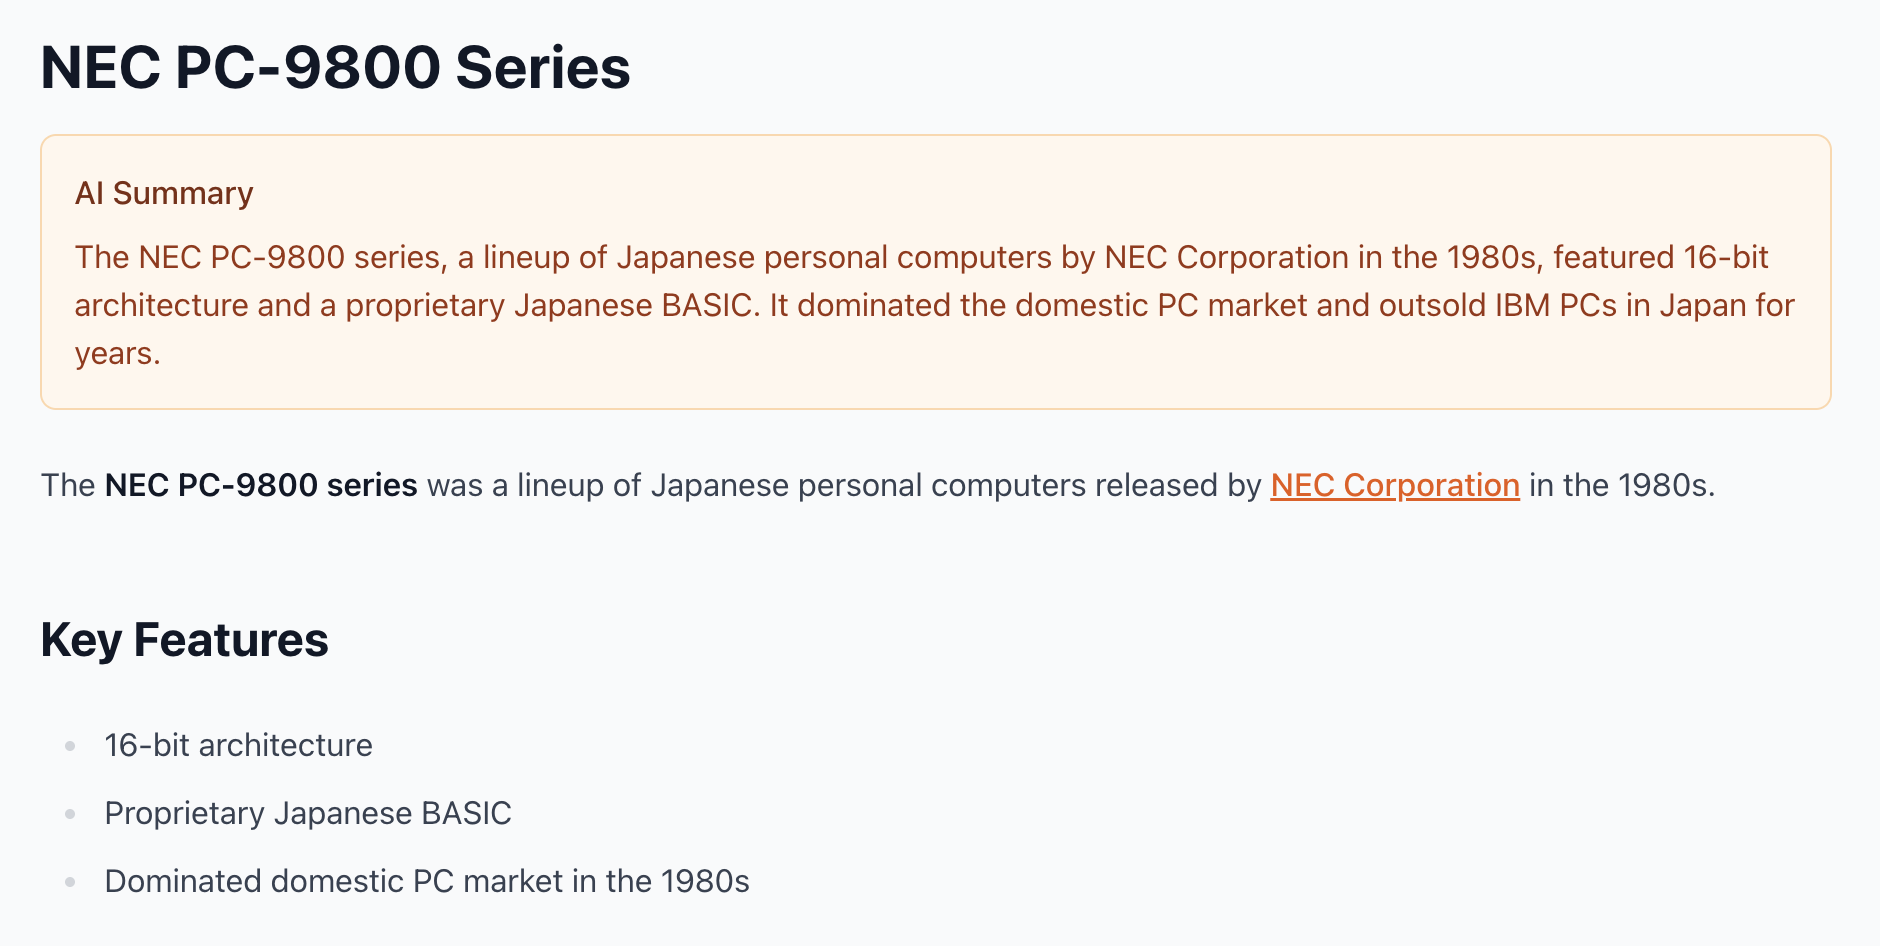 NEC PC-9800 Series
AI Summary
The NEC PC-9800 series, a lineup of Japanese personal computers by NEC Corporation in the 1980s, featured 16-bit
architecture and a proprietary Japanese BASIC. It dominated the domestic PC market and outsold IBM PCs in Japan for
years.
The NEC PC-9800 series was a lineup of Japanese personal computers released by NEC Corporation in the 1980s.
Key Features
16-bit architecture
Proprietary Japanese BASIC
Dominated domestic PC market in the 1980s